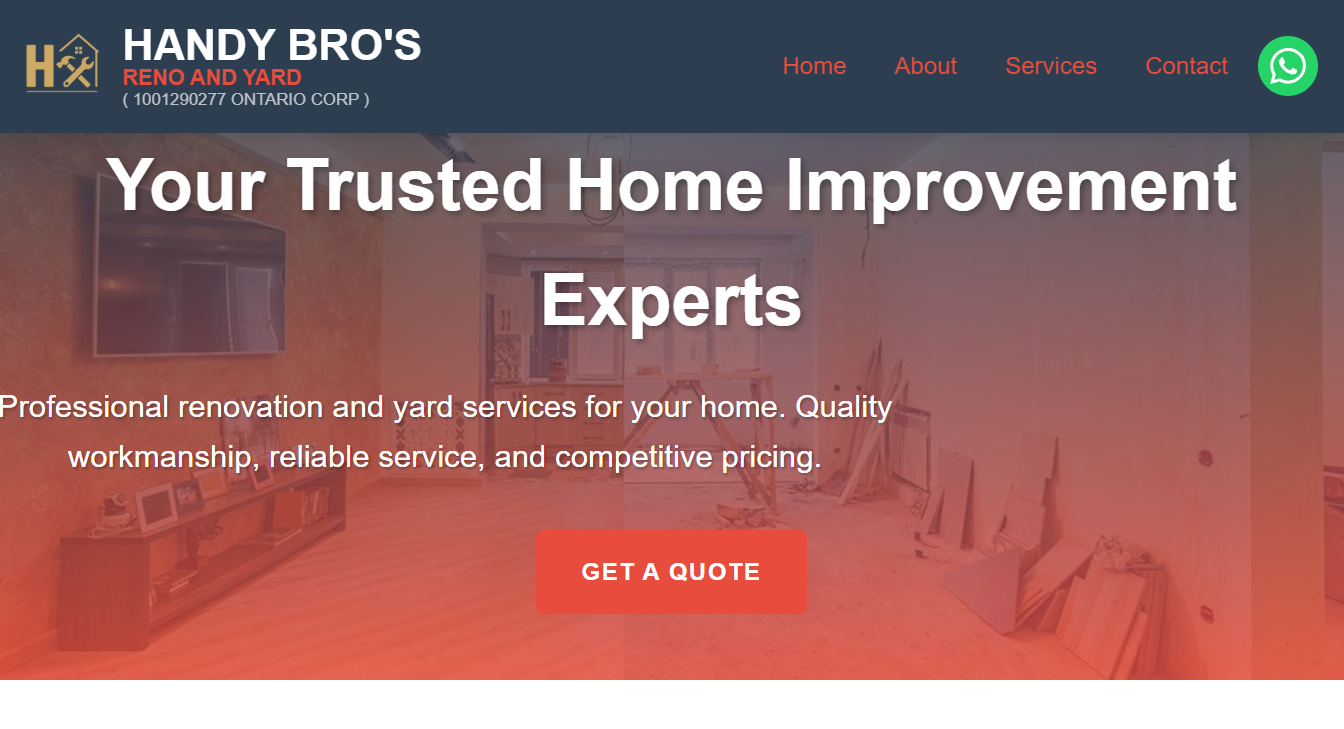 H
HANDY BRO'S
RENO AND YARD
( 1001290277 ONTARIO CORP )
Home About Services Contact
Your Trusted Home Improvement
Experts
Professional renovation and yard services for your home. Quality
workmanship, reliable service, and competitive pricing.
GET A QUOTE